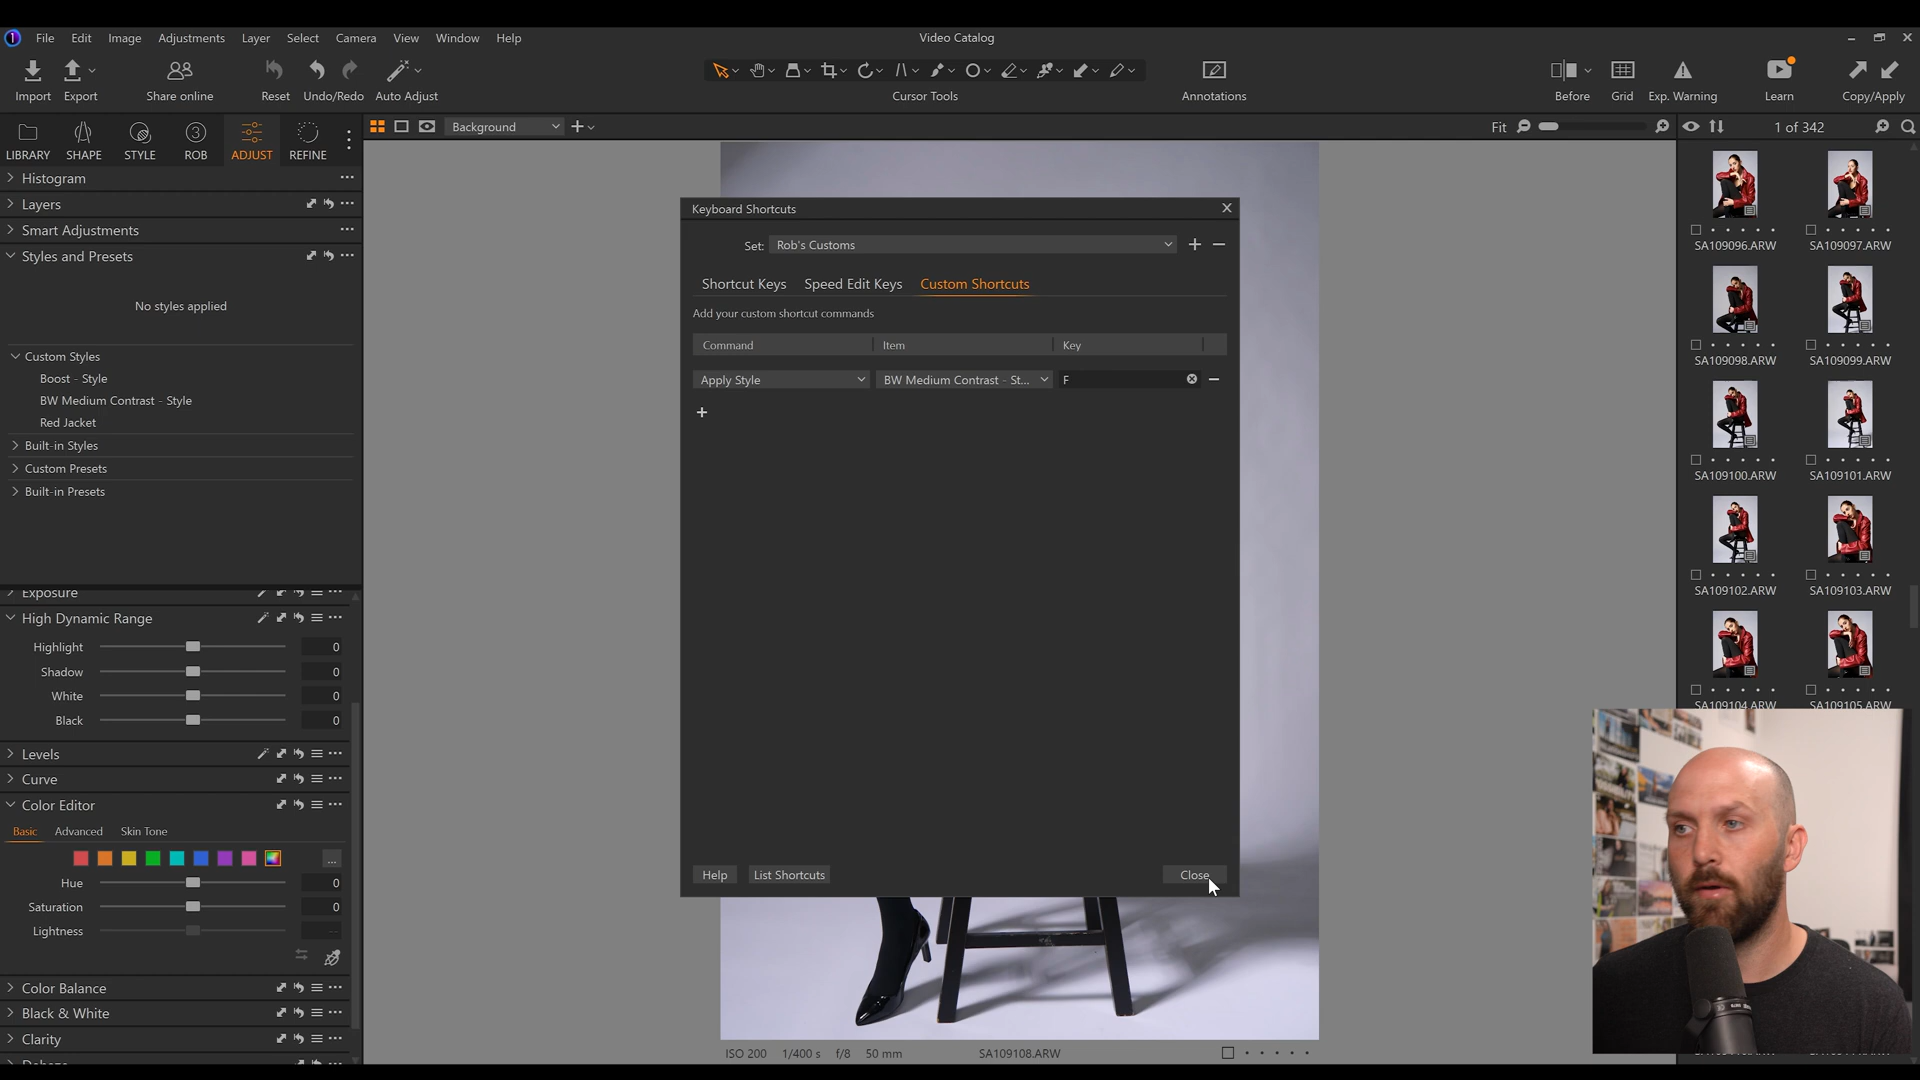 File Edit Image Adjustments Layer Select Camera View Window Help
Video Catalog
Import Export Share online Reset Undo/Redo Auto Adjust
Cursor Tools
Annotations
Before Grid Exp. Warning Learn Copy/Apply
LIBRARY SHAPE STYLE ROB ADJUST REFINE
Background
Fit
1 of 342
Histogram
Layers
Smart Adjustments
Styles and Presets
No styles applied
Custom Styles
Boost - Style
BW Medium Contrast - Style
Red Jacket
Built-in Styles
Custom Presets
Built-in Presets
Exposure
High Dynamic Range
Highlight 0
Shadow 0
White 0
Black 0
Levels
Curve
Color Editor
Basic Advanced Skin Tone
...
Hue 0
Saturation 0
Lightness --
Color Balance
Black & White
Clarity
Dehaze
Keyboard Shortcuts
Set: Rob's Customs
Shortcut Keys Speed Edit Keys Custom Shortcuts
Add your custom shortcut commands
Command Item Key
Apply Style BW Medium Contrast - St... F
Help List Shortcuts Close
ISO 200 1/400 s f/8 50 mm SA109108.ARW
SA109096.ARW SA109097.ARW
SA109098.ARW SA109099.ARW
SA109100.ARW SA109101.ARW
SA109102.ARW SA109103.ARW
SA109104.ARW SA109105.ARW